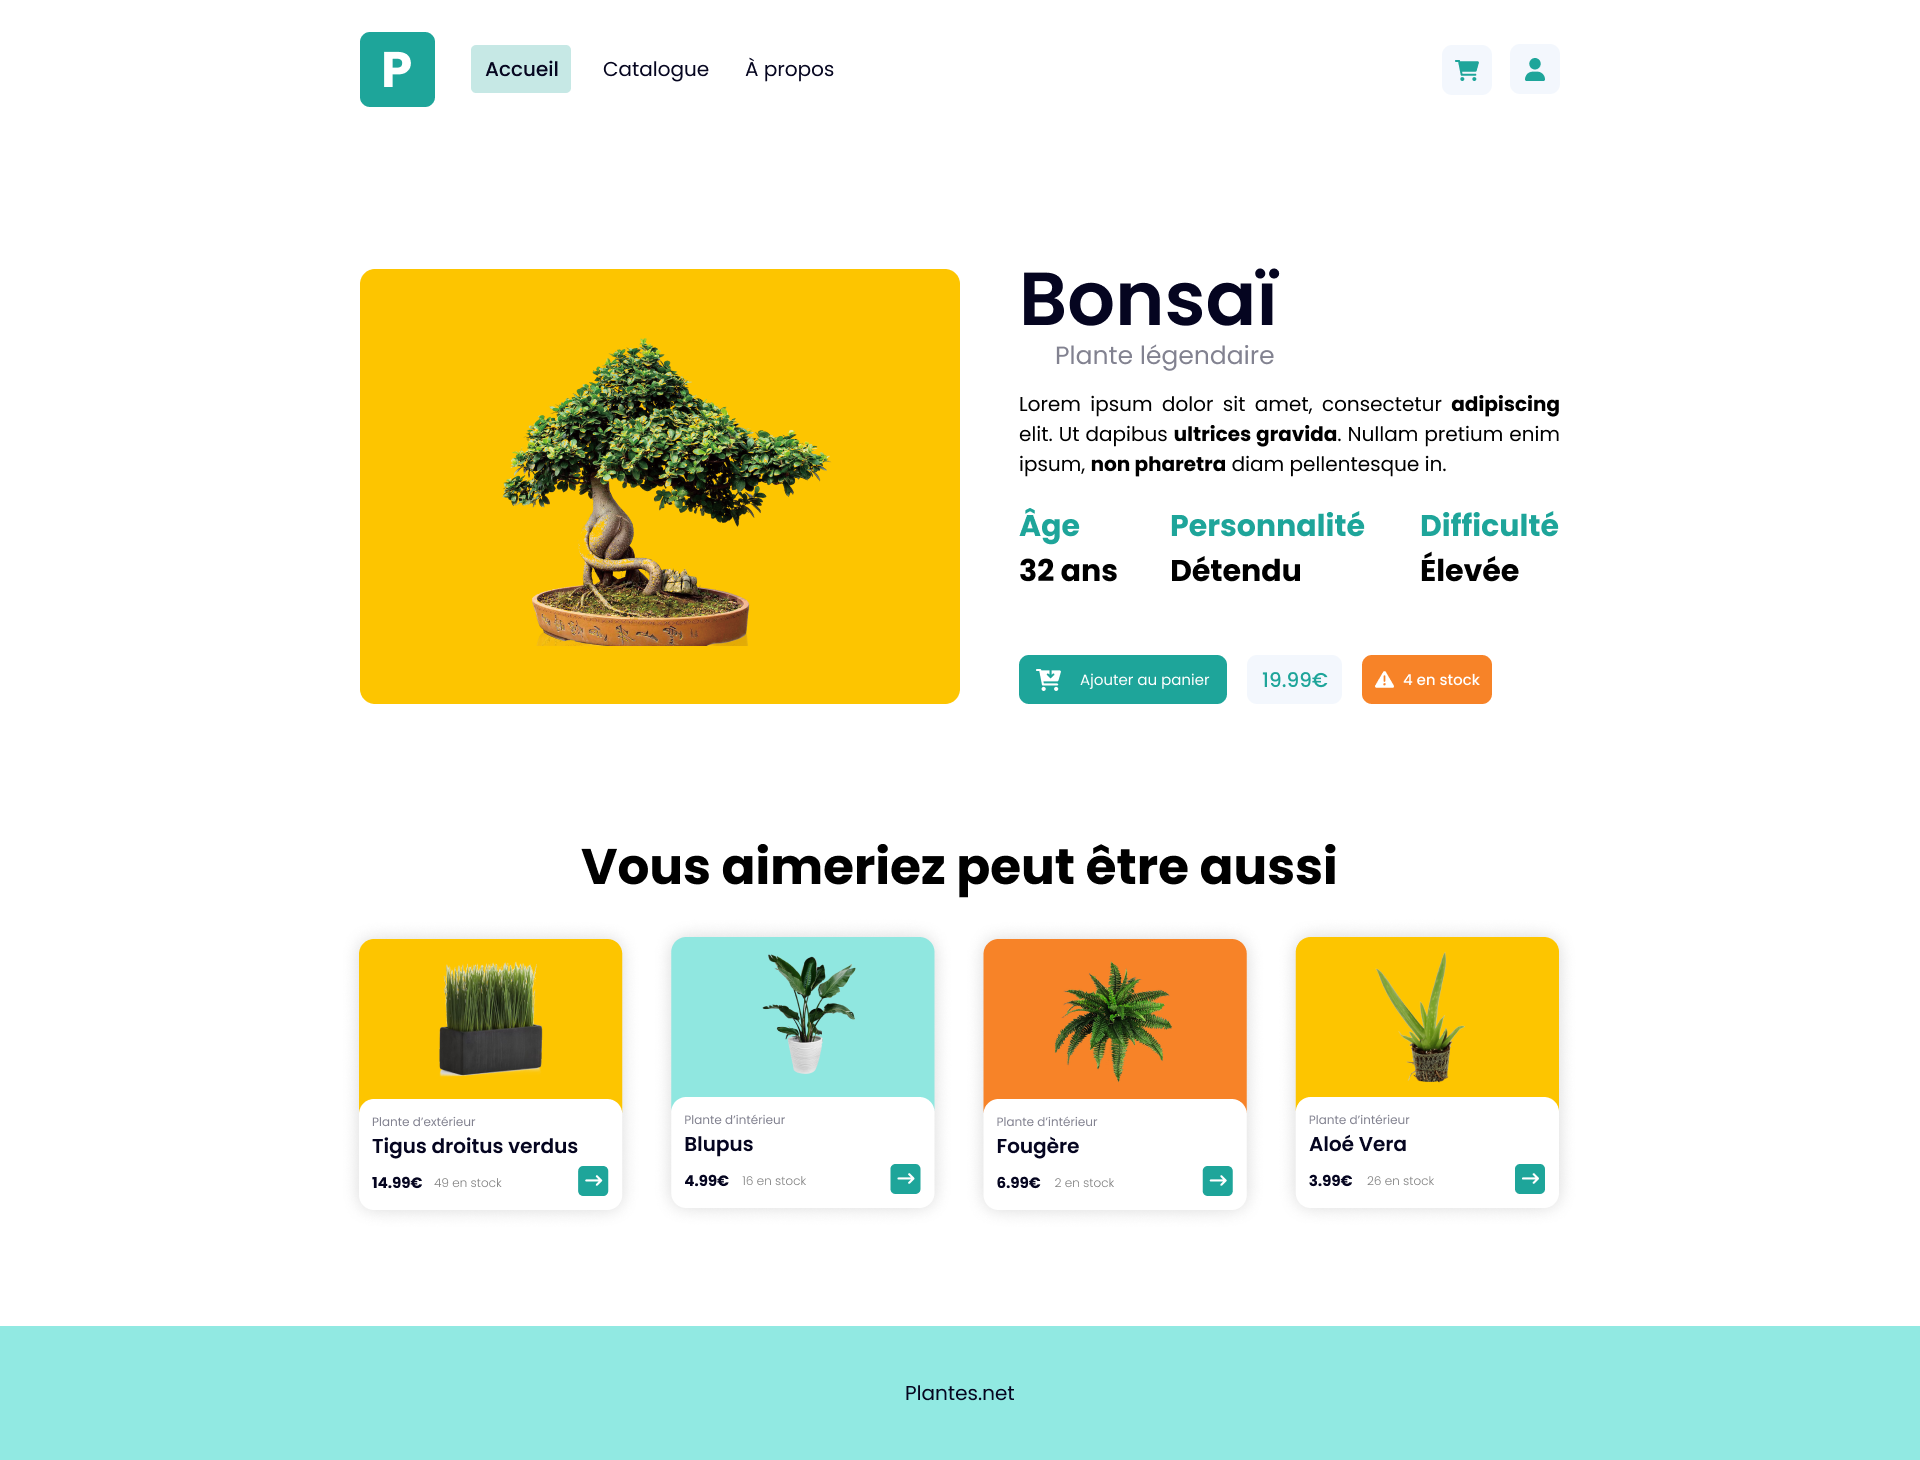 P
Accueil
Catalogue
À propos
Bonsaï
Plante légendaire
Lorem ipsum dolor sit amet, consectetur adipiscing
elit. Ut dapibus ultrices gravida. Nullam pretium enim
ipsum, non pharetra diam pellentesque in.
Âge
32 ans
Personnalité
Détendu
Difficulté
Élevée
Ajouter au panier
19.99€
4 en stock
Vous aimeriez peut être aussi
Plante d’extérieur
Tigus droitus verdus
14.99€
49 en stock
Plante d’intérieur
Blupus
4.99€
16 en stock
Plante d’intérieur
Fougère
6.99€
2 en stock
Plante d’intérieur
Aloé Vera
3.99€
26 en stock
Plantes.net